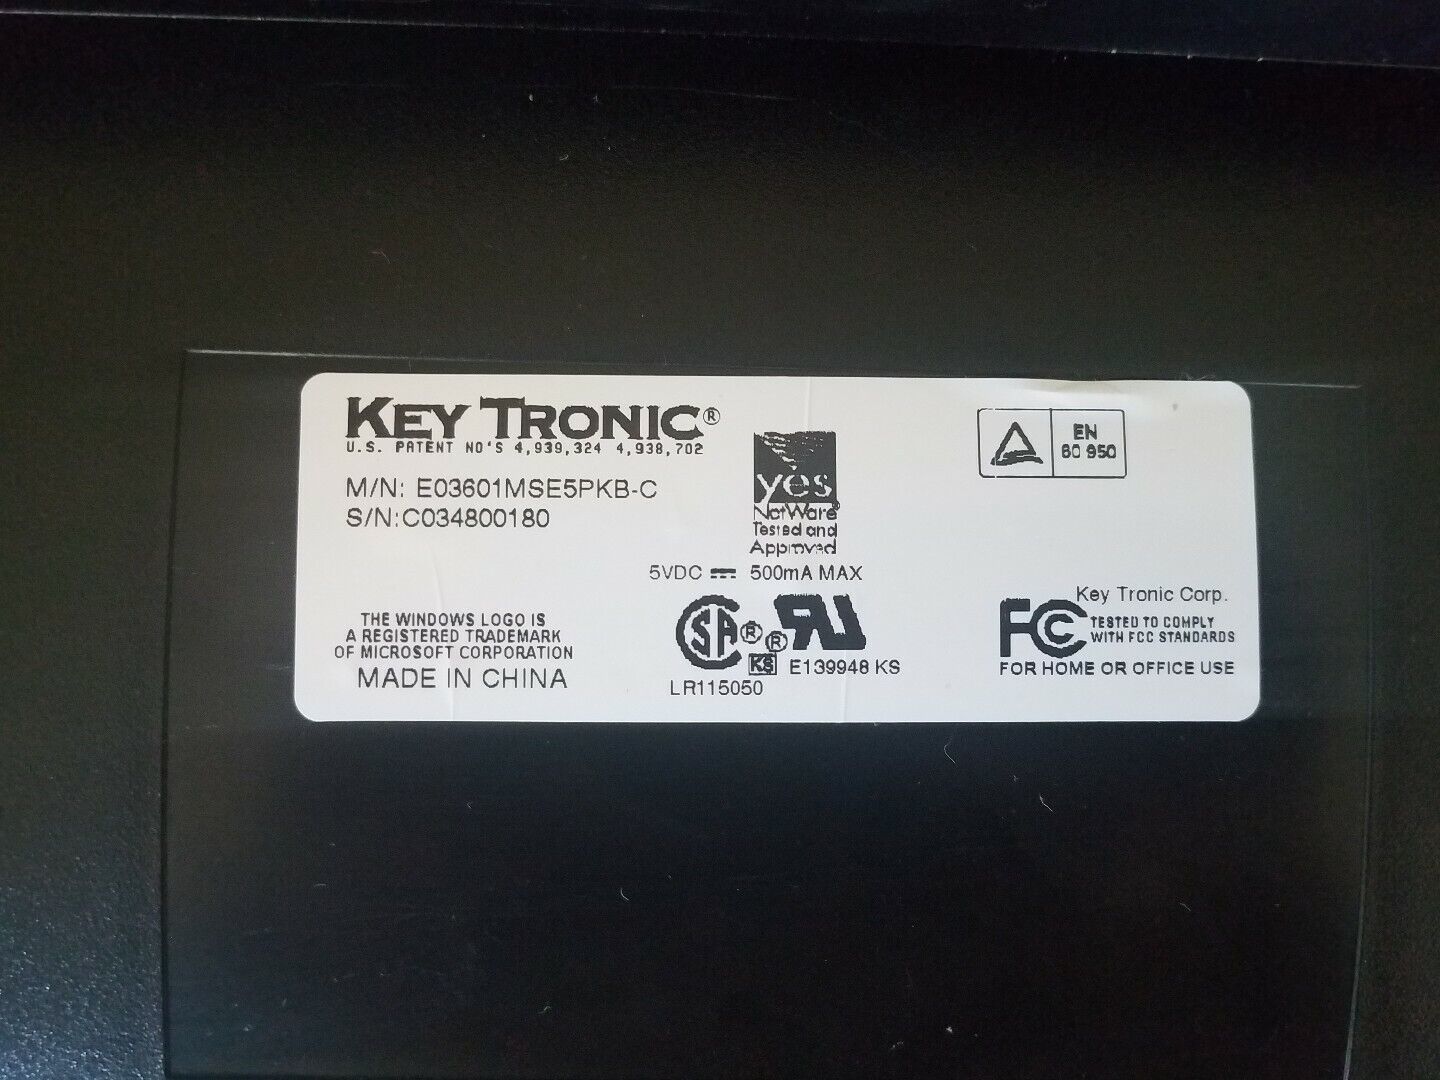 KEY TRONIC®
U.S. PATENT NO'S 4,939,324 4,938,702
M/N: E03601MSE5PKB-C
S/N:C034800180
yes
NetWare®
Tested and
Approved
EN
60 950
5VDC 500mA MAX
THE WINDOWS LOGO IS
A REGISTERED TRADEMARK
OF MICROSOFT CORPORATION
MADE IN CHINA
SA® ®
KS E139948 KS
LR115050
Key Tronic Corp.
FC TESTED TO COMPLY
WITH FCC STANDARDS
FOR HOME OR OFFICE USE